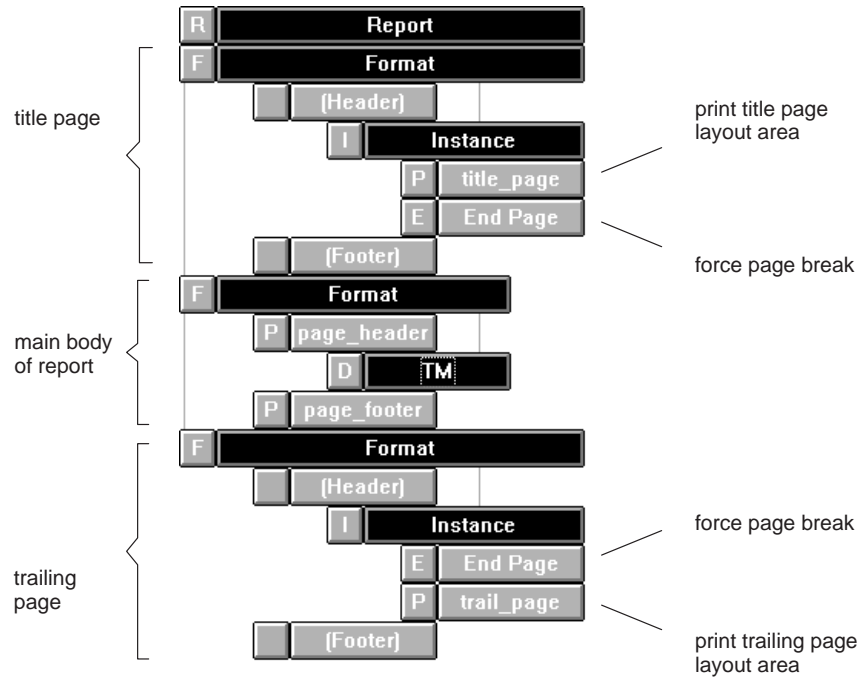 R Report
F Format
title page
(Header)
print title page
layout area
I Instance
P title_page
E End Page
(Footer)
force page break
F Format
P page_header
main body
of report
D TM
P page_footer
F Format
(Header)
I Instance
force page break
E End Page
trailing
page
P trail_page
(Footer)
print trailing page
layout area